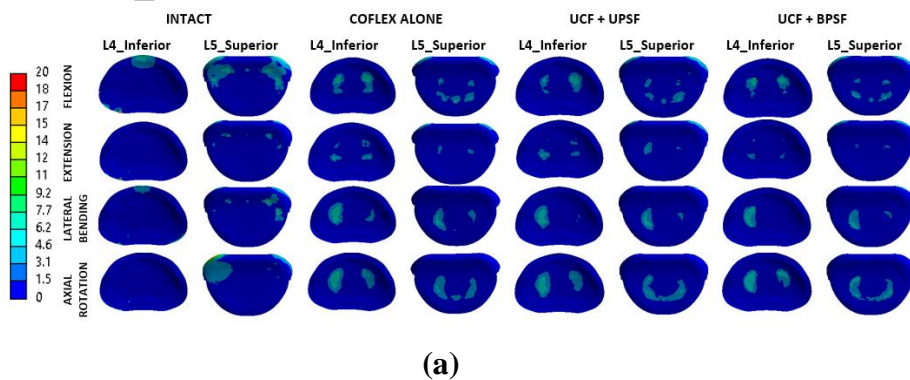 INTACT COFLEX ALONE UCF + UPSF UCF + BPSF
L4_Inferior L5_Superior L4_Inferior L5_Superior L4_Inferior L5_Superior L4_Inferior L5_Superior
20
18
17
15
14
12
11
9.2
7.7
6.2
4.6
3.1
1.5
0
FLEXION
EXTENSION
LATERAL
BENDING
AXIAL
ROTATION
(a)